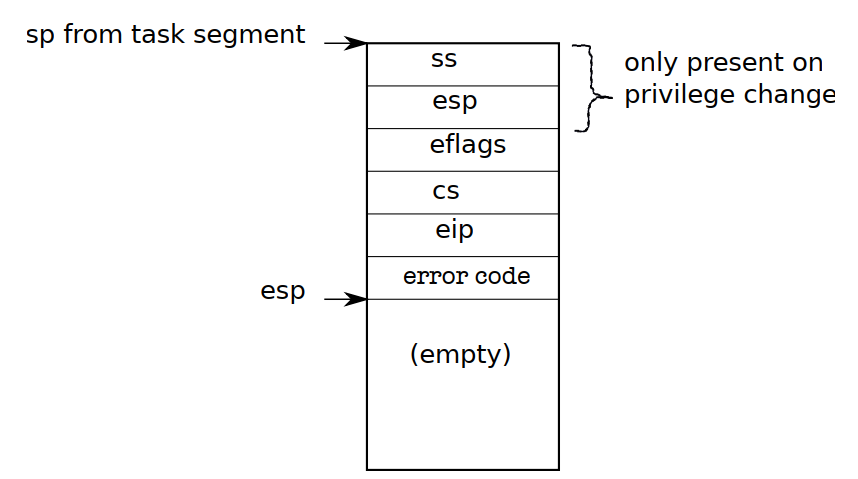 sp from task segment
ss
only present on
privilege change
esp
eflags
cs
eip
error code
esp
(empty)